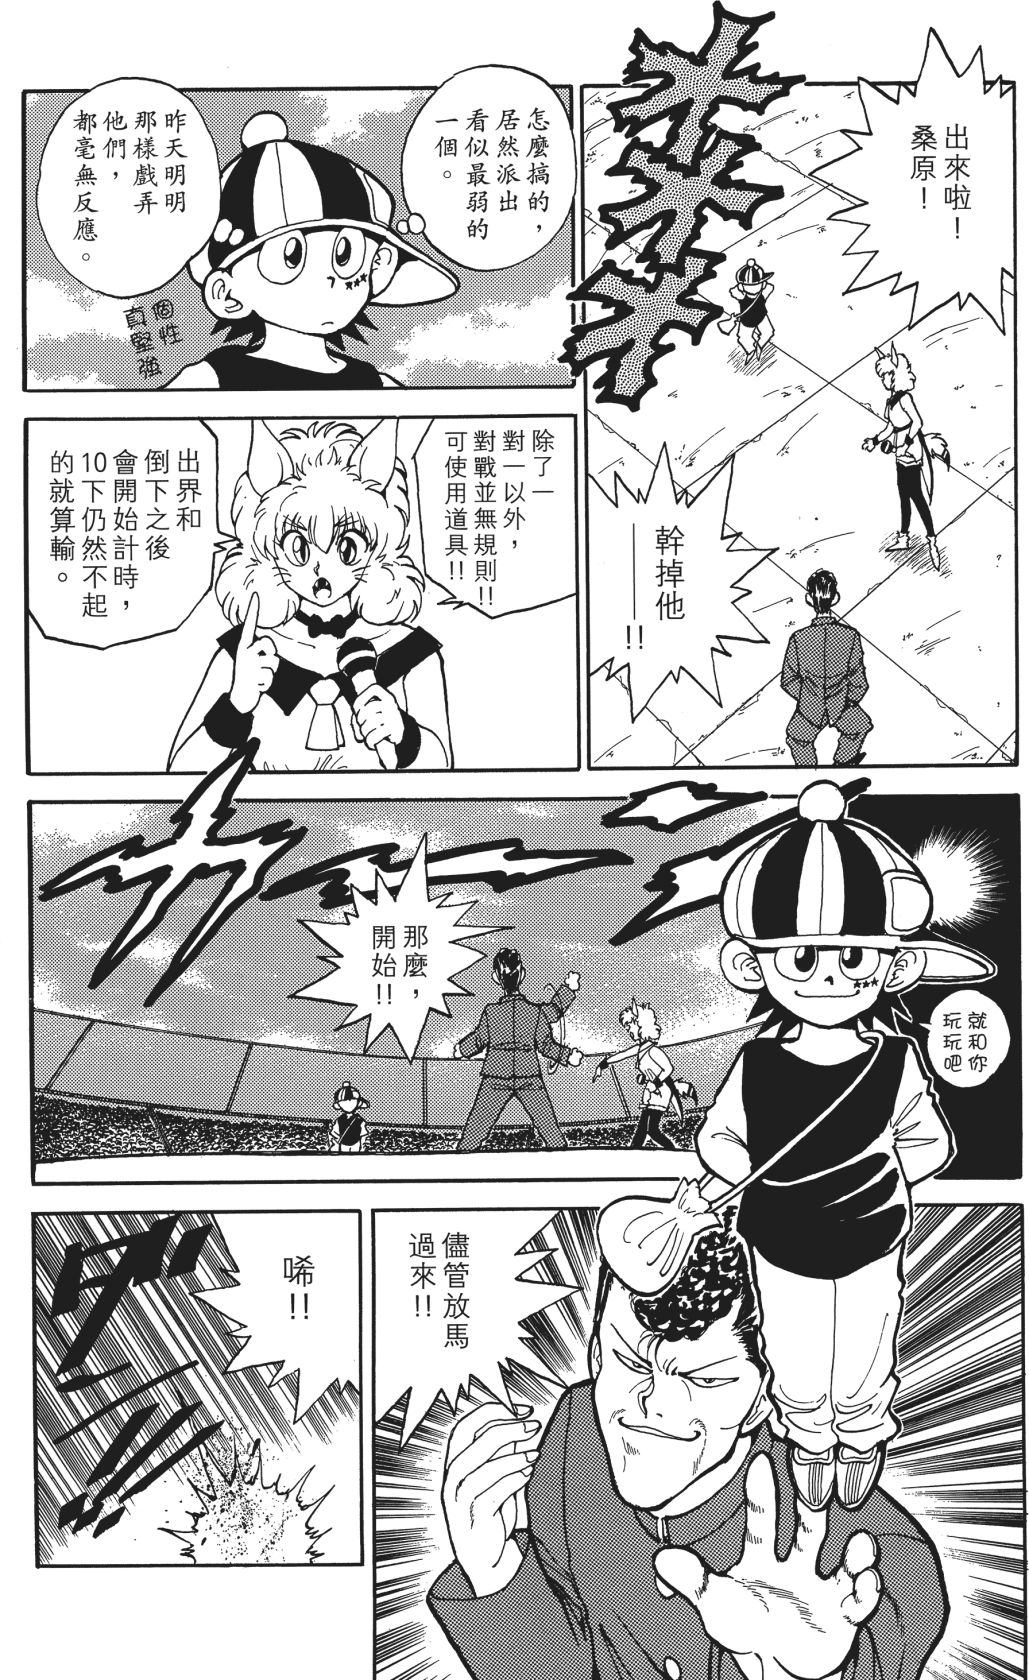 出來啦！
桑原！
オオオ
幹掉他
——!!
怎麼搞的，
居然派出
看似最弱的
一個。
昨天明明
那樣戲弄
他們，
都毫無反應。
個性
真堅強
除了一
對一以外，
對戰並無規則!!
可使用道具!!
出界和
倒下之後
會開始計時，
10下仍然不起
的就算輸。
那麼，
開始!!
就和你
玩玩吧
儘管放馬
過來!!
唏!!
ダッ!!